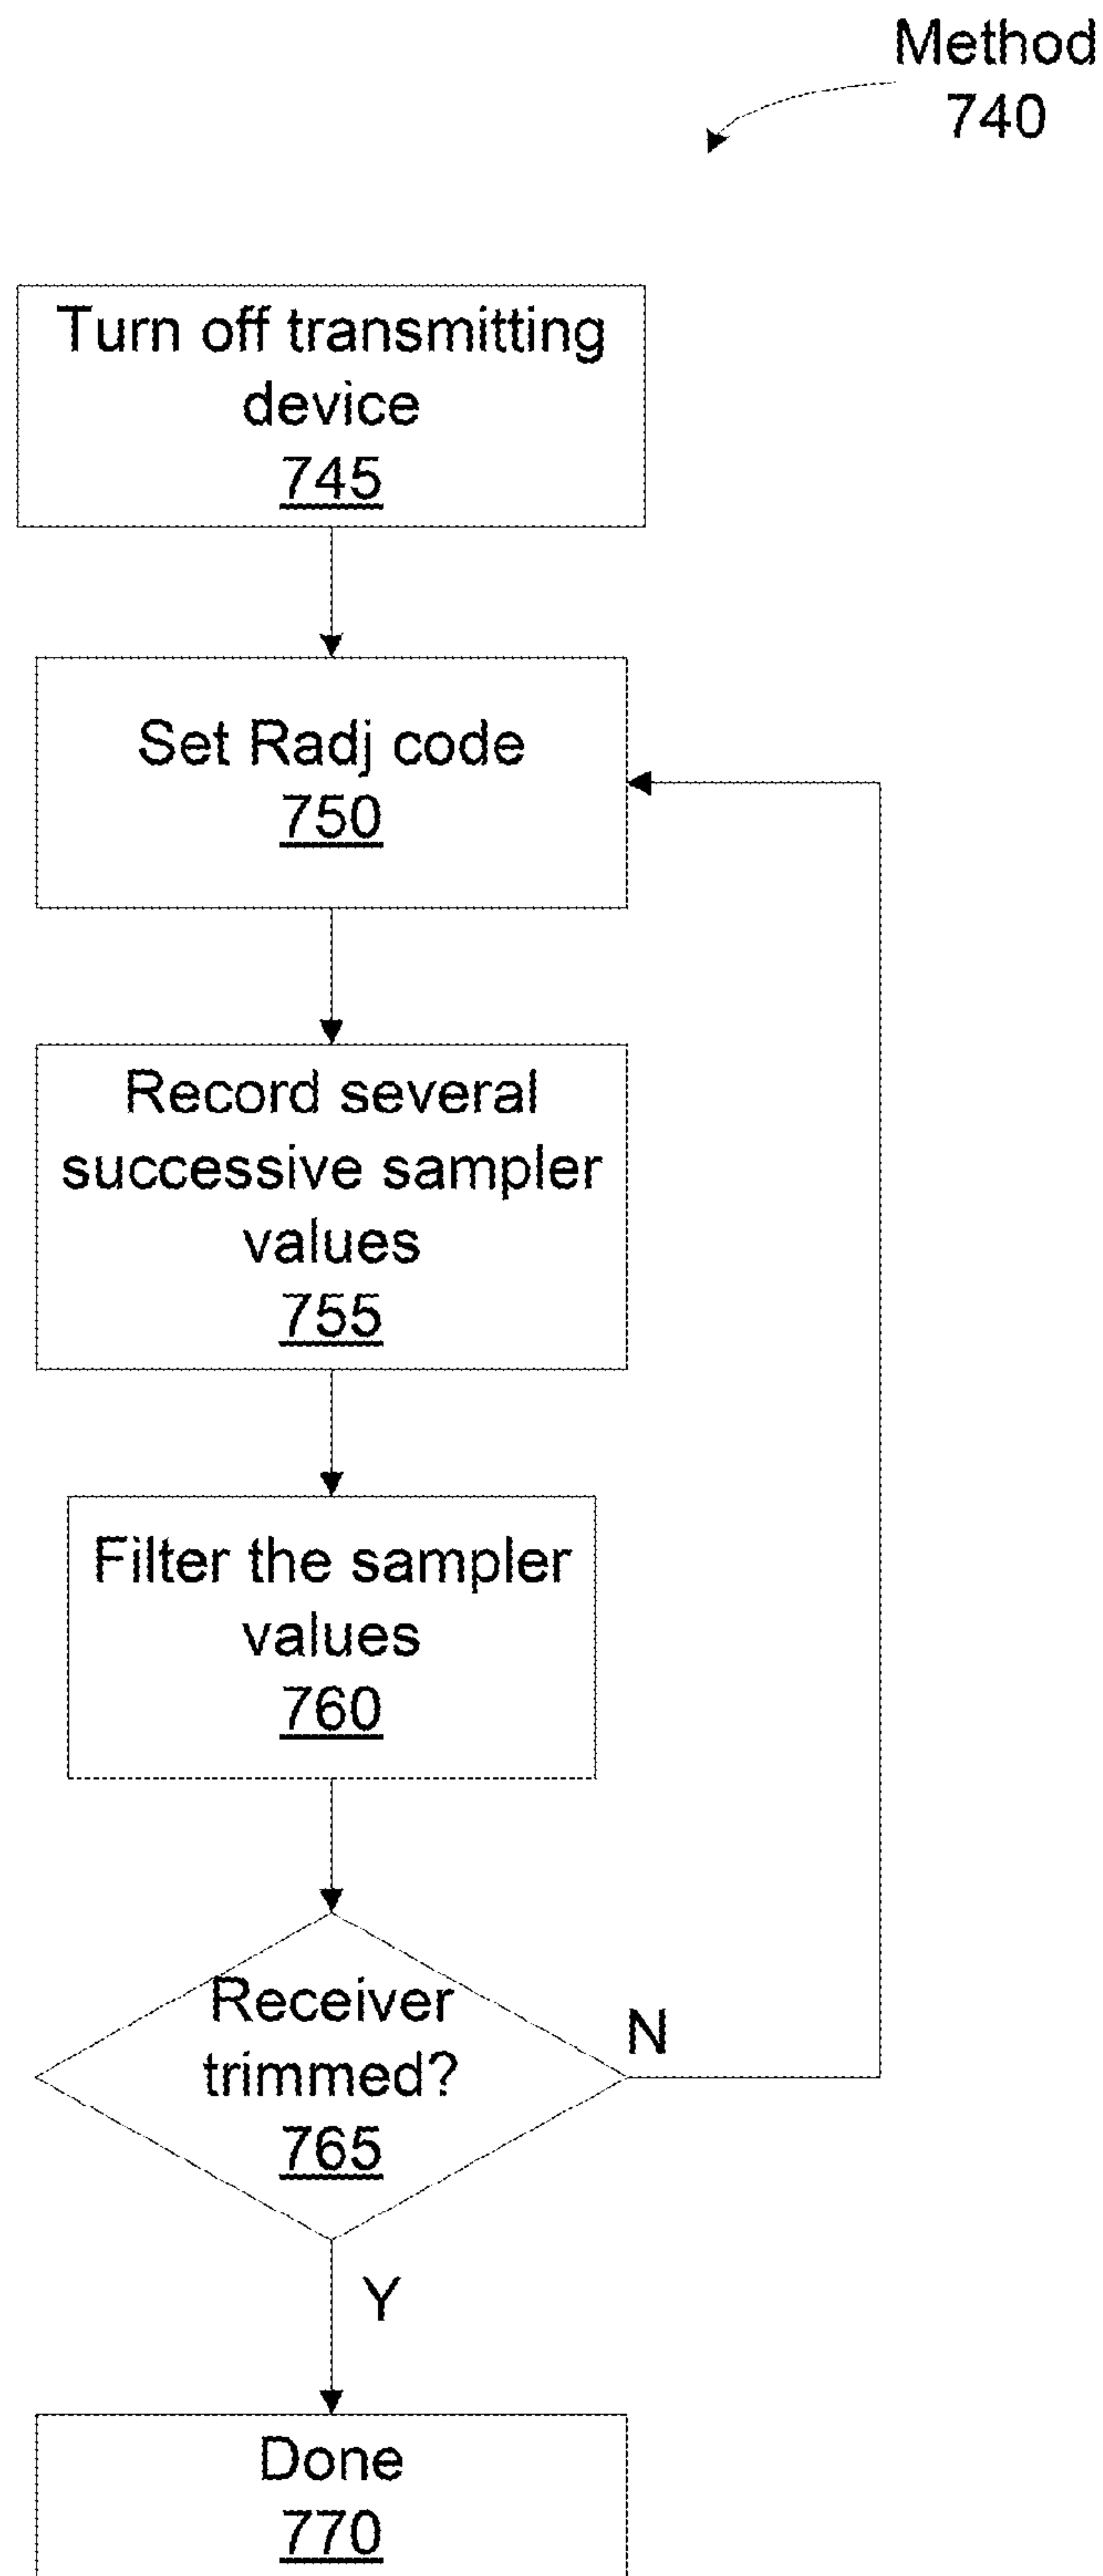 Method
740
Turn off transmitting
device
745
Set Radj code
750
Record several
successive sampler
values
755
Filter the sampler
values
760
Receiver
trimmed?
765
N
Y
Done
770